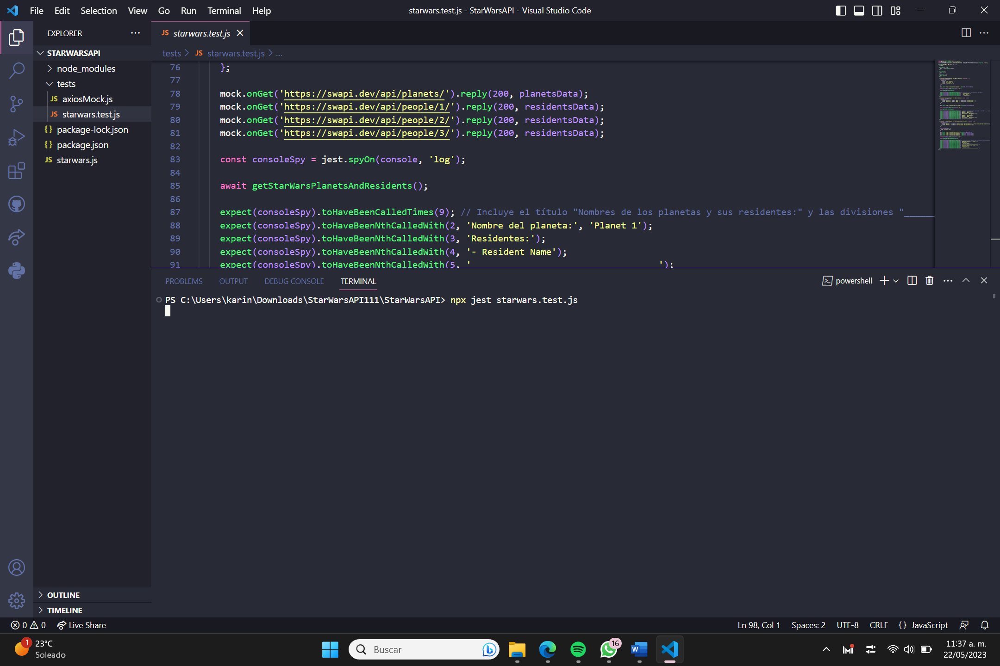 File Edit Selection View Go Run Terminal Help
starwars.test.js - StarWarsAPI - Visual Studio Code
EXPLORER
STARWARSAPI
node_modules
tests
JS axiosMock.js
JS starwars.test.js
{} package-lock.json
{} package.json
JS starwars.js
OUTLINE
TIMELINE
JS starwars.test.js
tests > JS starwars.test.js > ...
76 };
77
78 mock.onGet('https://swapi.dev/api/planets/').reply(200, planetsData);
79 mock.onGet('https://swapi.dev/api/people/1/').reply(200, residentsData);
80 mock.onGet('https://swapi.dev/api/people/2/').reply(200, residentsData);
81 mock.onGet('https://swapi.dev/api/people/3/').reply(200, residentsData);
82
83 const consoleSpy = jest.spyOn(console, 'log');
84
85 await getStarWarsPlanetsAndResidents();
86
87 expect(consoleSpy).toHaveBeenCalledTimes(9); // Incluye el título "Nombres de los planetas y sus residentes:" y las divisiones "______
88 expect(consoleSpy).toHaveBeenNthCalledWith(2, 'Nombre del planeta:', 'Planet 1');
89 expect(consoleSpy).toHaveBeenNthCalledWith(3, 'Residentes:');
90 expect(consoleSpy).toHaveBeenNthCalledWith(4, '- Resident Name');
91 expect(consoleSpy).toHaveBeenNthCalledWith(5, ' ');
PROBLEMS OUTPUT DEBUG CONSOLE TERMINAL
powershell
PS C:\Users\karin\Downloads\StarWarsAPI111\StarWarsAPI> npx jest starwars.test.js
0 0 Live Share
Ln 98, Col 1 Spaces: 2 UTF-8 CRLF {} JavaScript
1
23°C
Soleado
Buscar
16
W
11:37 a. m.
22/05/2023